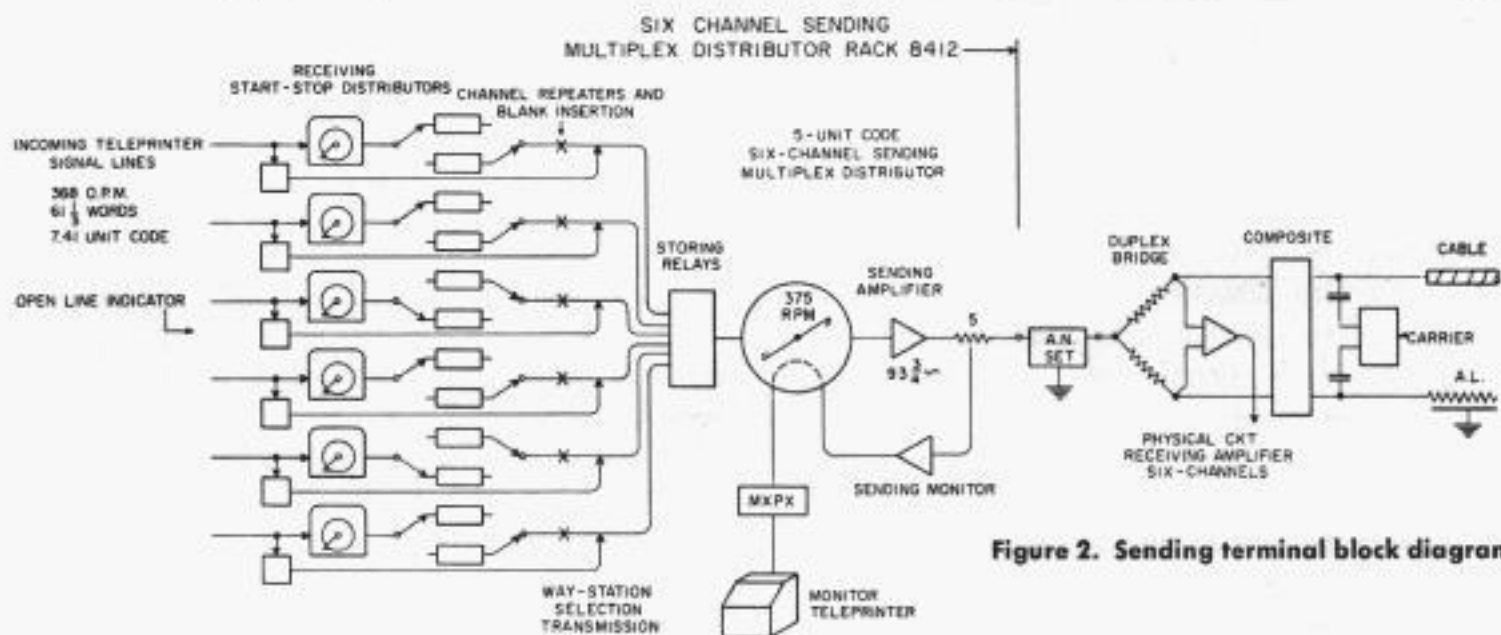 SIX CHANNEL SENDING
MULTIPLEX DISTRIBUTOR RACK 8412
RECEIVING
START-STOP DISTRIBUTORS
CHANNEL REPEATERS AND
BLANK INSERTION
INCOMING TELEPRINTER
SIGNAL LINES
368 O.P.M.
61 1/3 WORDS
7.41 UNIT CODE
OPEN LINE INDICATOR
5-UNIT CODE
SIX-CHANNEL SENDING
MULTIPLEX DISTRIBUTOR
STORING
RELAYS
375
RPM
SENDING
AMPLIFIER
93 3/4 ~
S
A.N.
SET
DUPLEX
BRIDGE
COMPOSITE
CABLE
CARRIER
A.L.
PHYSICAL CKT
RECEIVING AMPLIFIER
SIX-CHANNELS
SENDING MONITOR
MXPX
MONITOR
TELEPRINTER
WAY-STATION
SELECTION
TRANSMISSION
Figure 2. Sending terminal block diagram